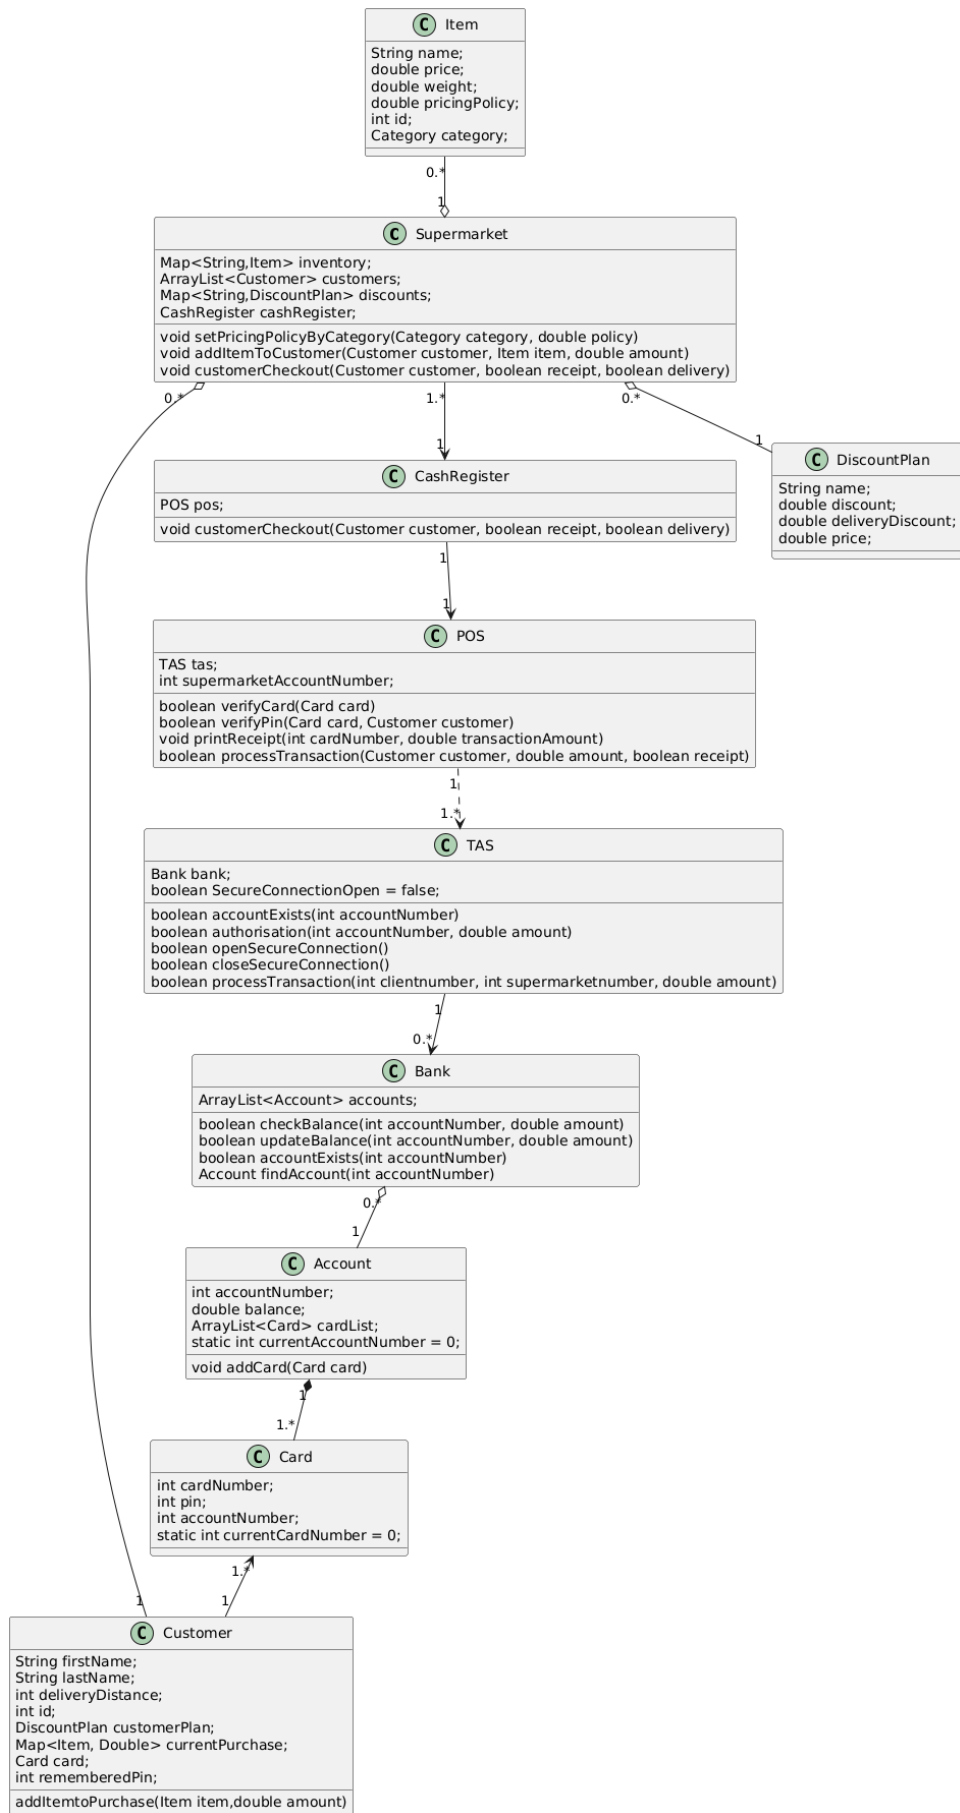 C Item
String name;
double price;
double weight;
double pricingPolicy;
int id;
Category category;
0.*
1
C Supermarket
Map<String,Item> inventory;
ArrayList<Customer> customers;
Map<String,DiscountPlan> discounts;
CashRegister cashRegister;
void setPricingPolicyByCategory(Category category, double policy)
void addItemToCustomer(Customer customer, Item item, double amount)
void customerCheckout(Customer customer, boolean receipt, boolean delivery)
0.* 1.* 0.*
1 1
C CashRegister
POS pos;
void customerCheckout(Customer customer, boolean receipt, boolean delivery)
C DiscountPlan
String name;
double discount;
double deliveryDiscount;
double price;
1
1
C POS
TAS tas;
int supermarketAccountNumber;
boolean verifyCard(Card card)
boolean verifyPin(Card card, Customer customer)
void printReceipt(int cardNumber, double transactionAmount)
boolean processTransaction(Customer customer, double amount, boolean receipt)
1
1.*
C TAS
Bank bank;
boolean SecureConnectionOpen = false;
boolean accountExists(int accountNumber)
boolean authorisation(int accountNumber, double amount)
boolean openSecureConnection()
boolean closeSecureConnection()
boolean processTransaction(int clientnumber, int supermarketnumber, double amount)
1
0.*
C Bank
ArrayList<Account> accounts;
boolean checkBalance(int accountNumber, double amount)
boolean updateBalance(int accountNumber, double amount)
boolean accountExists(int accountNumber)
Account findAccount(int accountNumber)
0.*
1
C Account
int accountNumber;
double balance;
ArrayList<Card> cardList;
static int currentAccountNumber = 0;
void addCard(Card card)
1
1.*
C Card
int cardNumber;
int pin;
int accountNumber;
static int currentCardNumber = 0;
1.*
1 1
C Customer
String firstName;
String lastName;
int deliveryDistance;
int id;
DiscountPlan customerPlan;
Map<Item, Double> currentPurchase;
Card card;
int rememberedPin;
addItemtoPurchase(Item item,double amount)